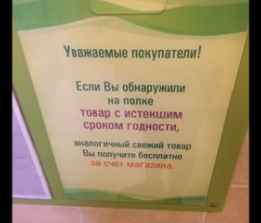 Уважаемые покупатели!
Если Вы обнаружили
на полке
товар с истекшим
сроком годности,
аналогичный свежий товар
Вы получите бесплатно
за счет магазина.